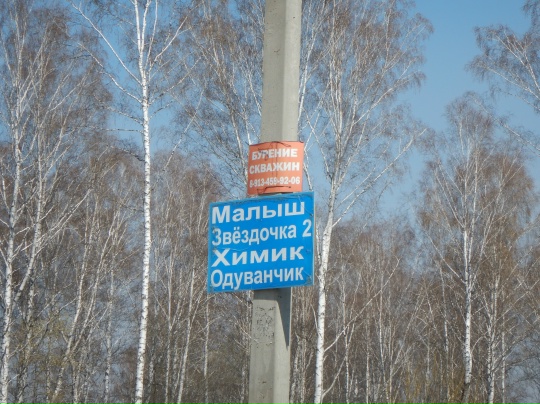 БУРЕНИЕ
СКВАЖИН
Малыш
Звёздочка 2
Химик
Одуванчик